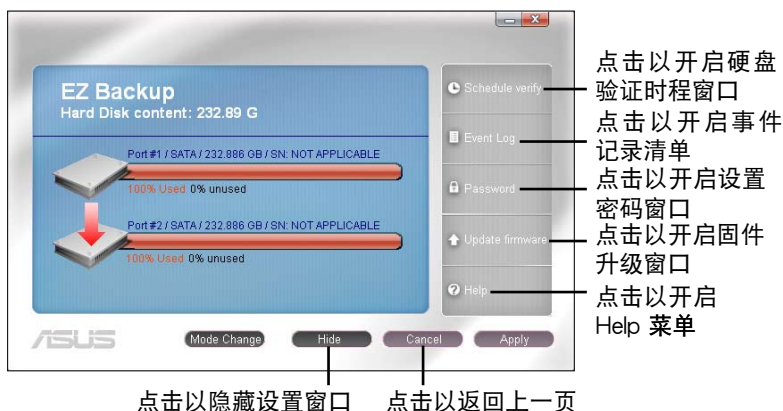 EZ Backup
Hard Disk content: 232.89 G
Port #1 / SATA / 232.886 GB / SN: NOT APPLICABLE
100% Used 0% unused
Port #2 / SATA / 232.886 GB / SN: NOT APPLICABLE
100% Used 0% unused
Schedule verify
Event Log
Password
Update firmware
Help
ASUS
Mode Change
Hide
Cancel
Apply
点击以开启硬盘
验证时程窗口
点击以开启事件
记录清单
点击以开启设置
密码窗口
点击以开启固件
升级窗口
点击以开启
Help 菜单
点击以隐藏设置窗口
点击以返回上一页